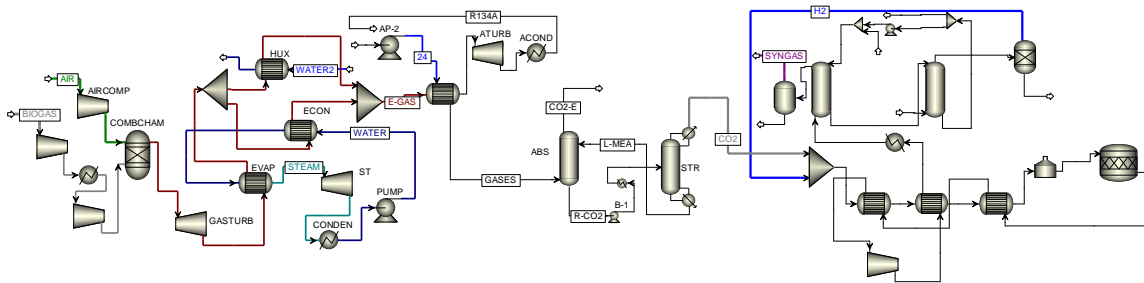 BIOGAS
AIR
AIRCOMP
COMBCHAM
GASTURB
HUX
WATER2
ECON
WATER
EVAP
STEAM
ST
CONDEN
PUMP
E-GAS
R134A
AP-2
24
ATURB
ACOND
GASES
CO2-E
ABS
L-MEA
R-CO2
B-1
STR
CO2
H2
SYNGAS